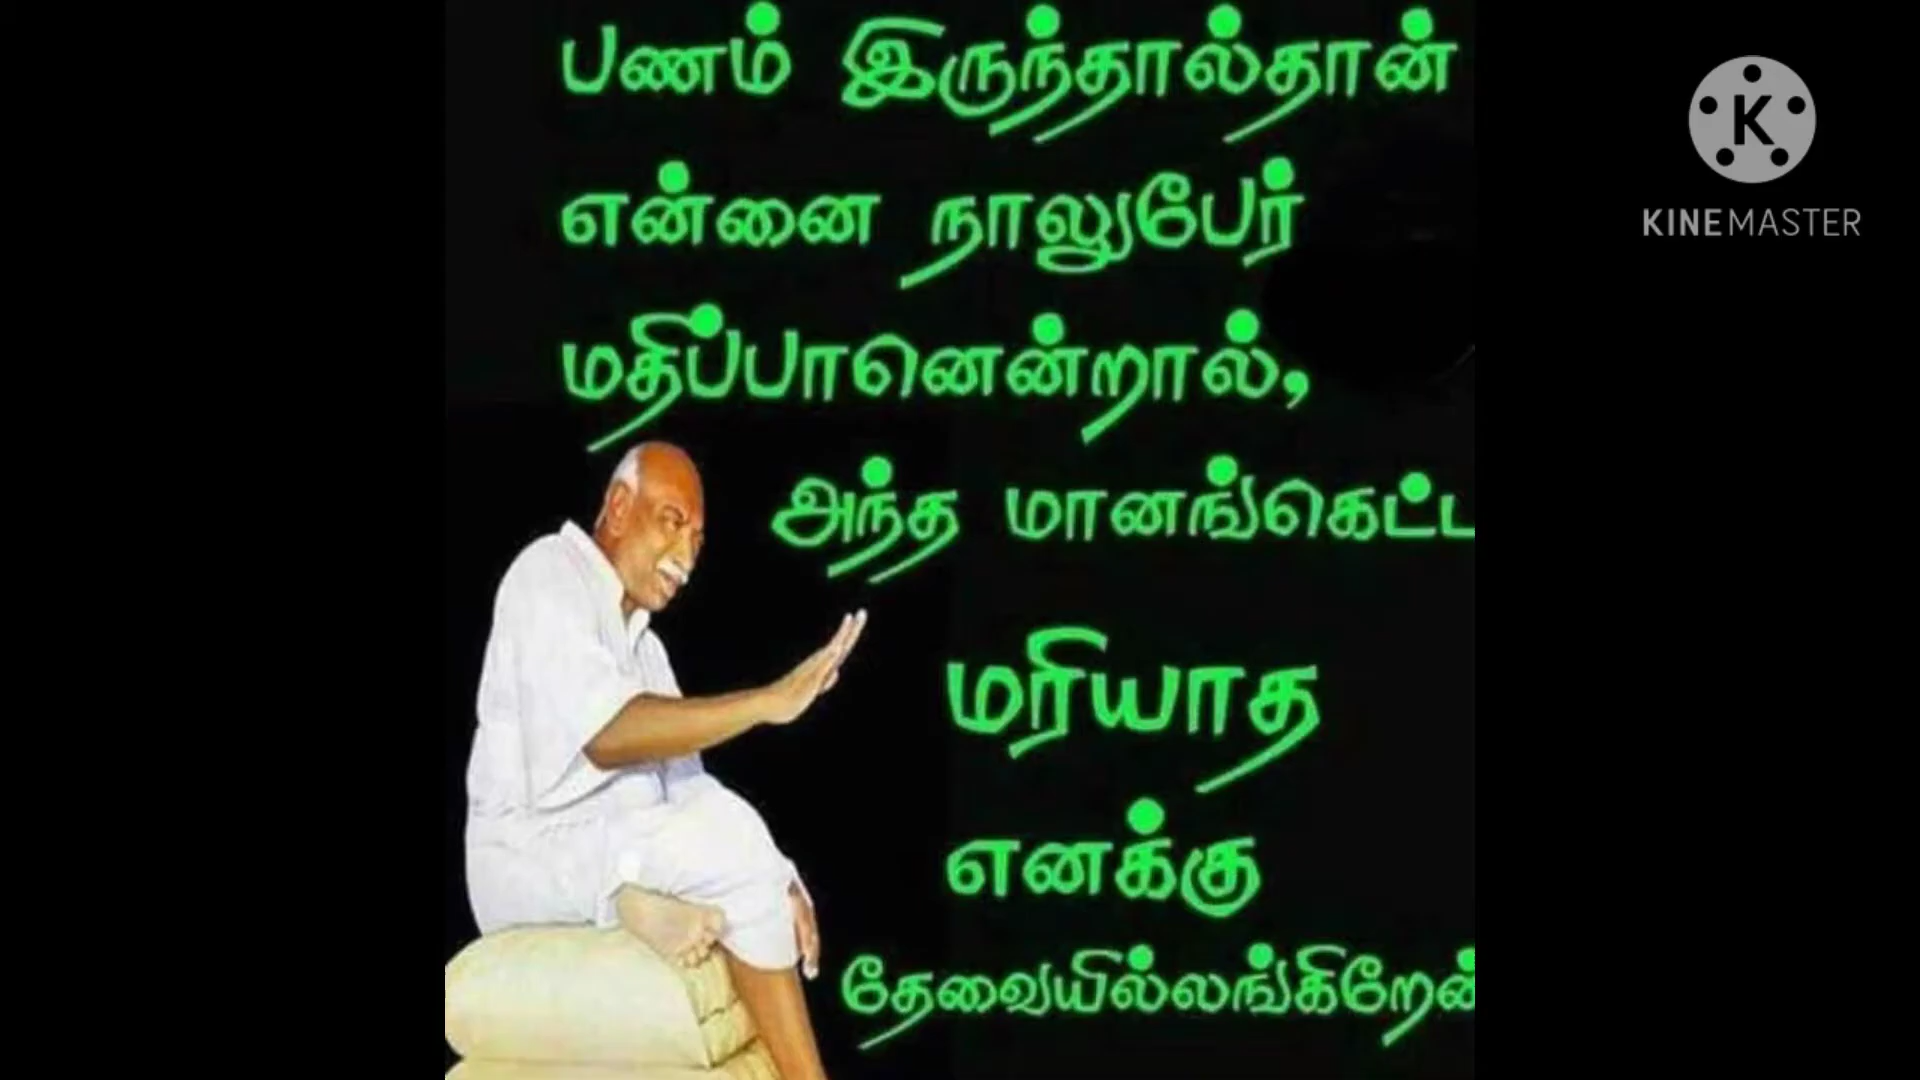 பணம் இருந்தால்தான்
என்னை நாலுபேர்
மதிப்பானென்றால்,
அந்த மானங்கெட்ட
மரியாத
எனக்கு
தேவையில்லங்கிறேன்
K
KINEMASTER